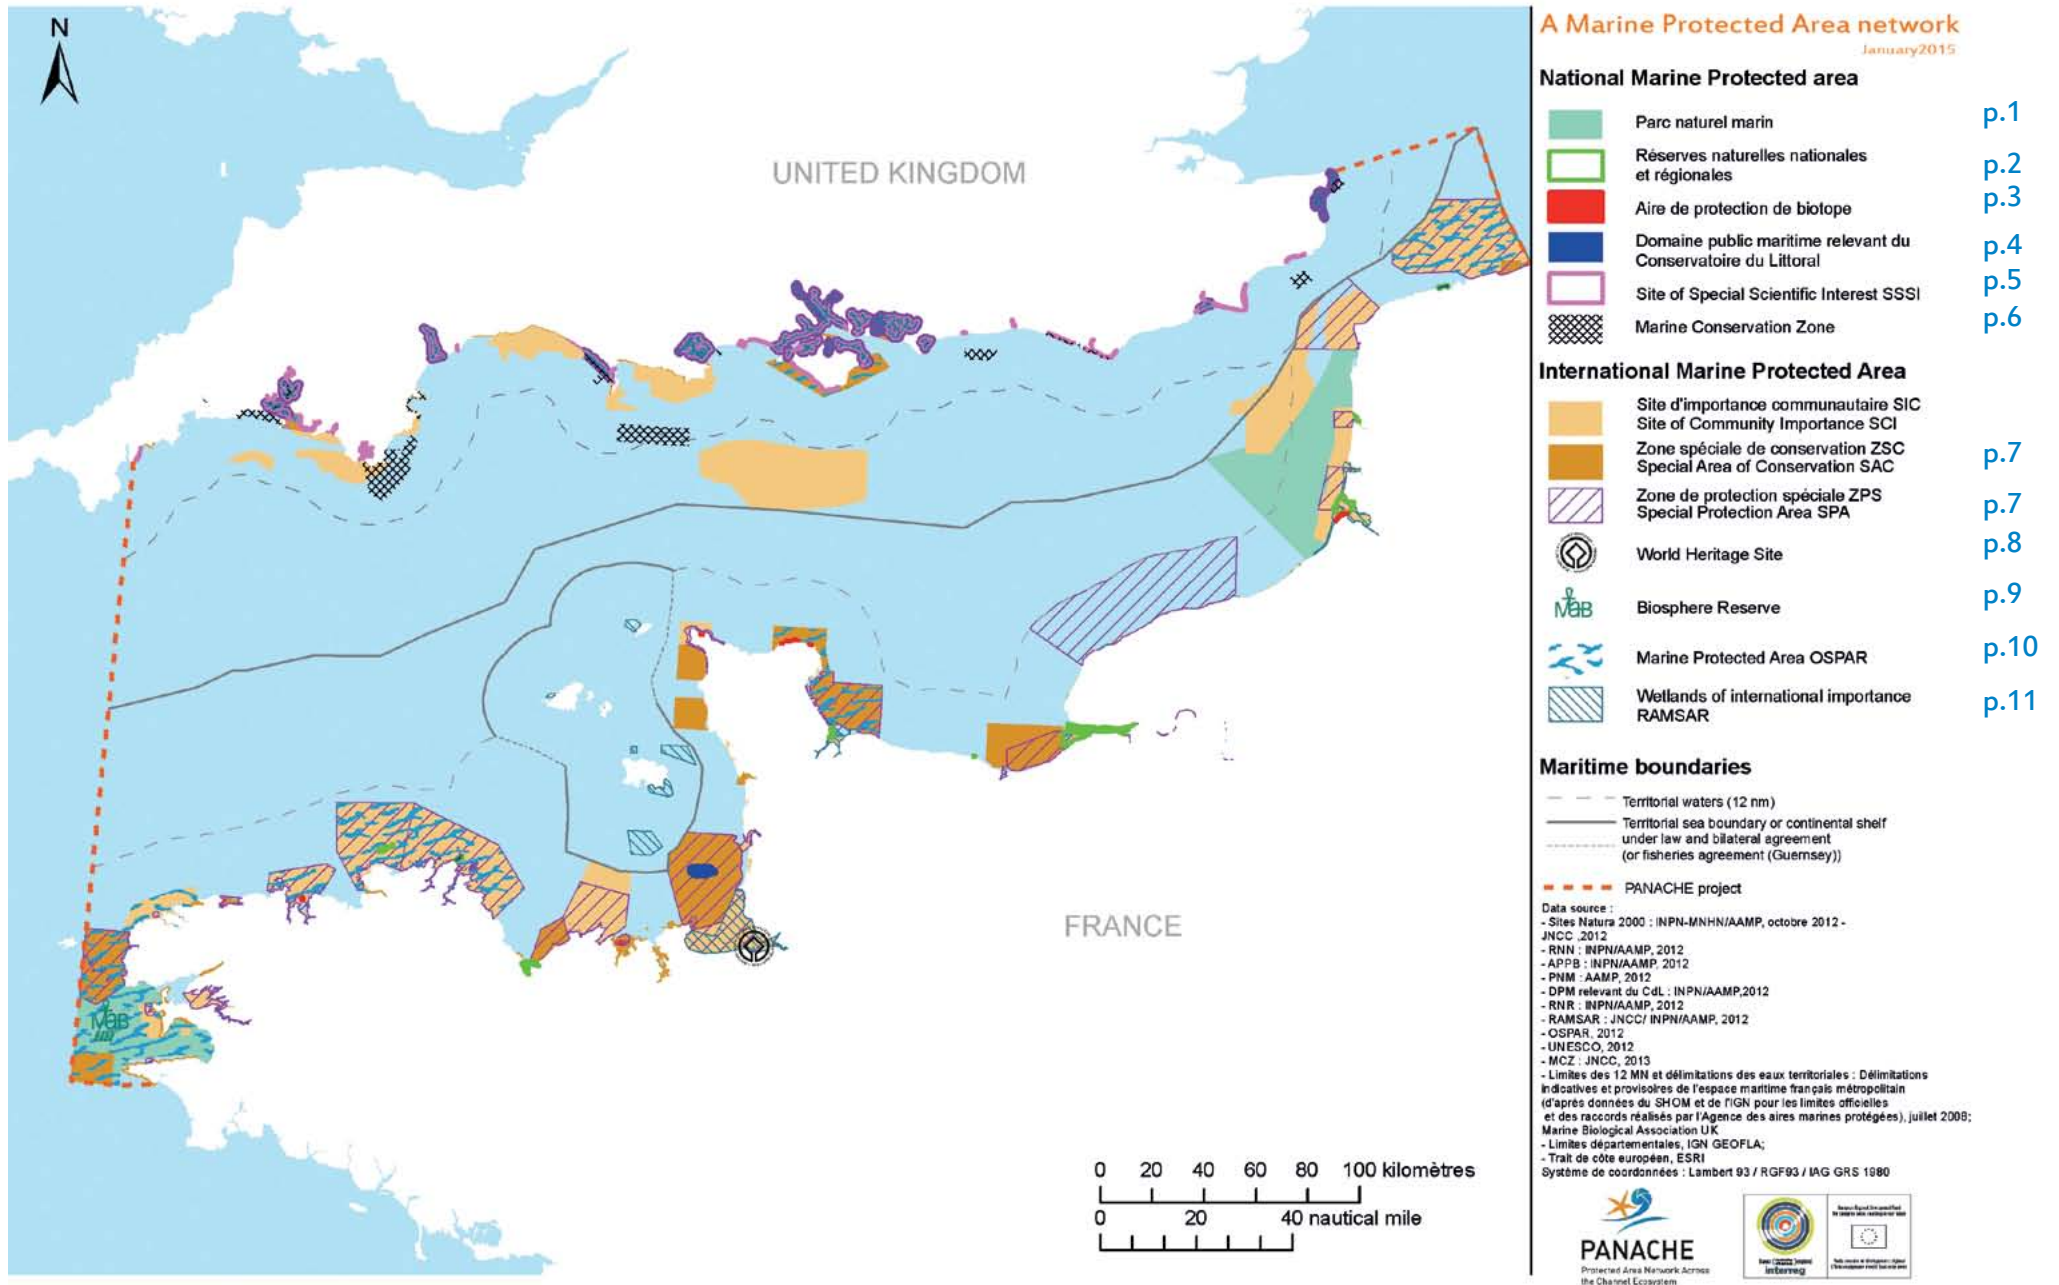 N
UNITED KINGDOM
FRANCE
MaB
0 20 40 60 80 100 kilomètres
0 20 40 nautical mile
A Marine Protected Area network
January2015
National Marine Protected area
Parc naturel marin p.1
Réserves naturelles nationales
et régionales p.2
Aire de protection de biotope p.3
Domaine public maritime relevant du
Conservatoire du Littoral p.4
Site of Special Scientific Interest SSSI p.5
Marine Conservation Zone p.6
International Marine Protected Area
Site d'importance communautaire SIC
Site of Community Importance SCI
Zone spéciale de conservation ZSC
Special Area of Conservation SAC p.7
Zone de protection spéciale ZPS
Special Protection Area SPA p.7
World Heritage Site p.8
MaB Biosphere Reserve p.9
Marine Protected Area OSPAR p.10
Wetlands of international importance
RAMSAR p.11
Maritime boundaries
Territorial waters (12 nm)
Territorial sea boundary or continental shelf
under law and bilateral agreement
(or fisheries agreement (Guernsey))
PANACHE project
Data source :
- Sites Natura 2000 : INPN-MNHN/AAMP, octobre 2012 -
JNCC ,2012
- RNN : INPN/AAMP, 2012
- APPB : INPN/AAMP, 2012
- PNM : AAMP, 2012
- DPM relevant du CdL : INPN/AAMP,2012
- RNR : INPN/AAMP, 2012
- RAMSAR : JNCC/ INPN/AAMP, 2012
- OSPAR, 2012
- UNESCO, 2012
- MCZ : JNCC, 2013
- Limites des 12 MN et délimitations des eaux territoriales : Délimitations
indicatives et provisoires de l'espace maritime français métropolitain
(d'après données du SHOM et de l'IGN pour les limites officielles
et des raccords réalisés par l'Agence des aires marines protégées), juillet 2008;
Marine Biological Association UK
- Limites départementales, IGN GEOFLA;
- Trait de côte européen, ESRI
Système de coordonnées : Lambert 93 / RGF93 / IAG GRS 1980
PANACHE
Protected Area Network Across
the Channel Ecosystem
interreg